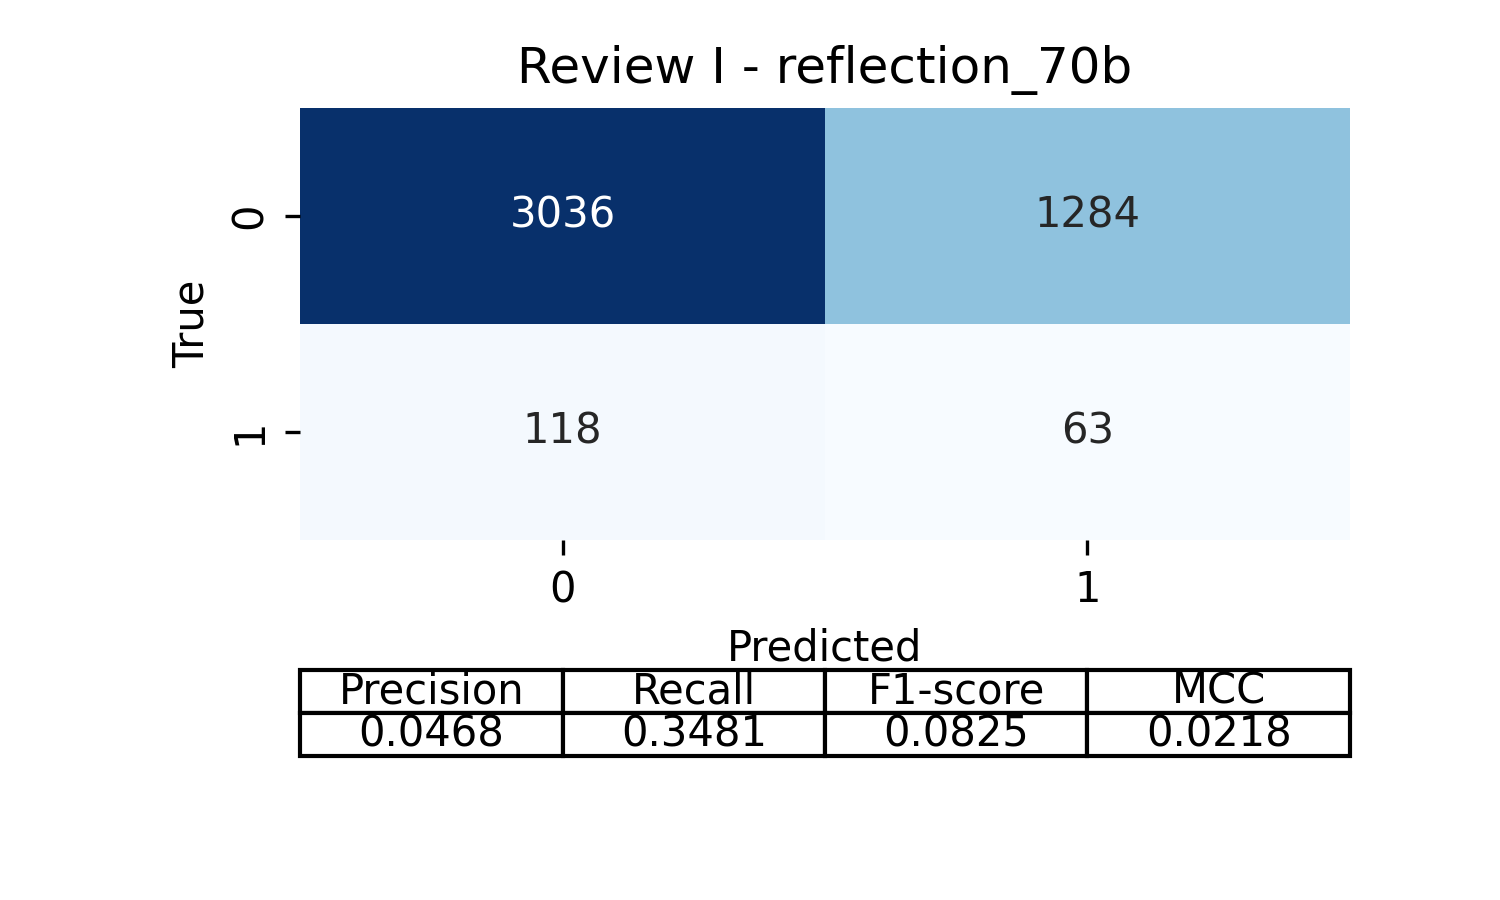 Review I - reflection_70b
0
3036
1284
True
1
118
63
0
1
Predicted
Precision Recall F1-score MCC
0.0468 0.3481 0.0825 0.0218